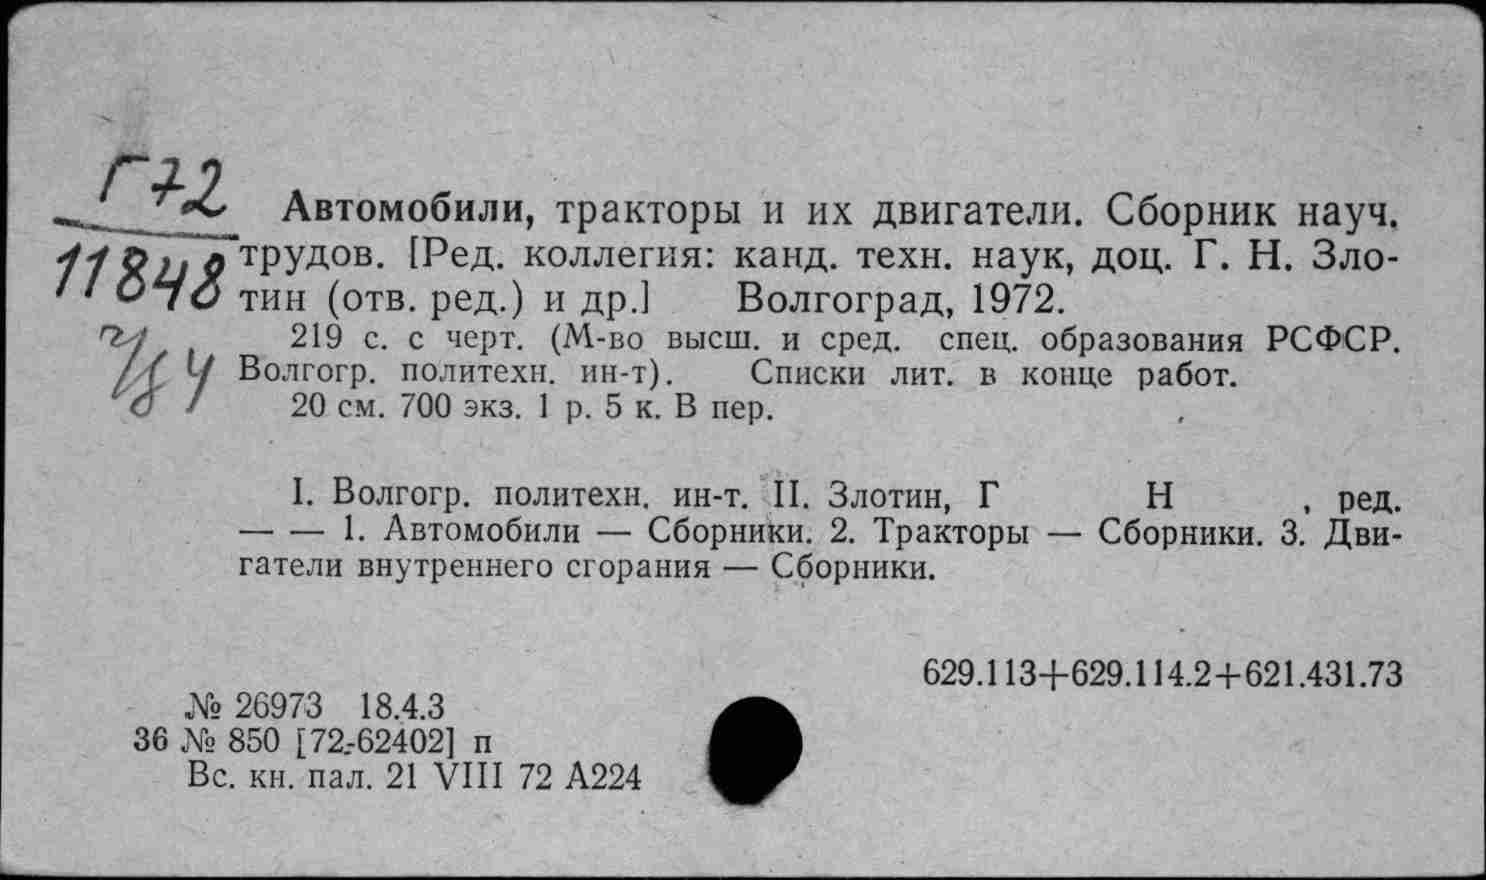 Г72
Автомобили, тракторы и их двигатели. Сборник науч.
11848
трудов. [Ред. коллегия: канд. техн. наук, доц. Г. Н. Зло-
тин (отв. ред.) и др.] Волгоград, 1972.
219 с. с черт. (М-во высш. и сред. спец. образования РСФСР.
Волгогр. политехн. ин-т). Списки лит. в конце работ.
20 см. 700 экз. 1 р. 5 к. В пер.
I. Волгогр. политехн. ин-т. II. Злотин, Г Н , ред.
— — 1. Автомобили — Сборники. 2. Тракторы — Сборники. 3. Дви-
гатели внутреннего сгорания — Сборники.
629.113+629.114.2+621.431.73
№ 26973 18.4.3
36 № 850 [72-62402] п
Вс. кн. пал. 21 VIII 72 А224